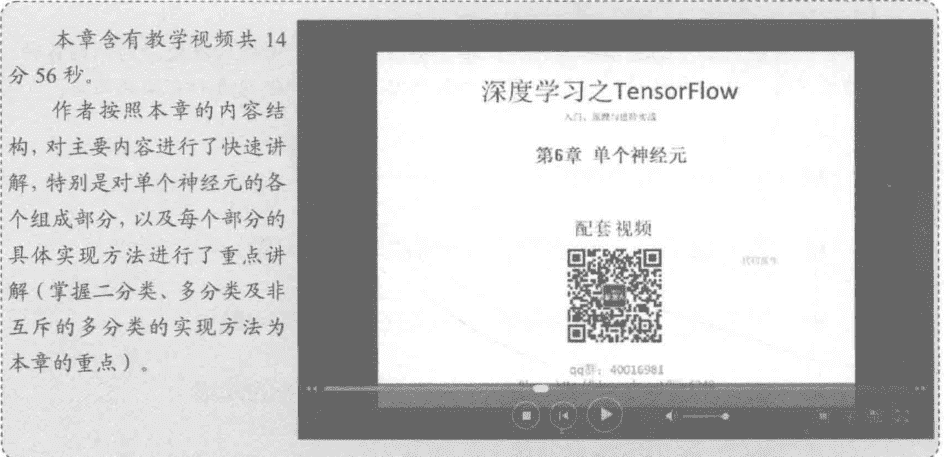 本章含有教学视频共 14
分 56 秒。
作者按照本章的内容结
构，对主要内容进行了快速讲
解，特别是对单个神经元的各
个组成部分，以及每个部分的
具体实现方法进行了重点讲
解（掌握二分类、多分类及非
互斥的多分类的实现方法为
本章的重点）。
深度学习之TensorFlow
入门、原理与进阶实战
第6章 单个神经元
配套视频
qq群：40016981